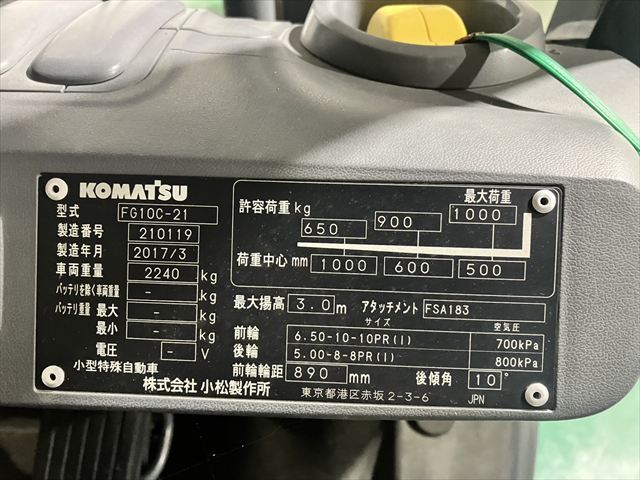 KOMATSU
型式 FG10C-21
製造番号 210119
製造年月 2017/3
車両重量 2240 kg
バッテリを除く車両重量 - kg
バッテリ重量 最大 - kg
最小 - kg
電圧 - V
小型特殊自動車
許容荷重 kg 650 900 最大荷重 1000
荷重中心 mm 1000 600 500
最大揚高 3.0 m アタッチメント FSA183
サイズ 空気圧
前輪 6.50-10-10PR(I) 700kPa
後輪 5.00-8-8PR(I) 800kPa
前輪輪距 890 mm 後傾角 10°
株式会社 小松製作所 東京都港区赤坂2-3-6 JPN